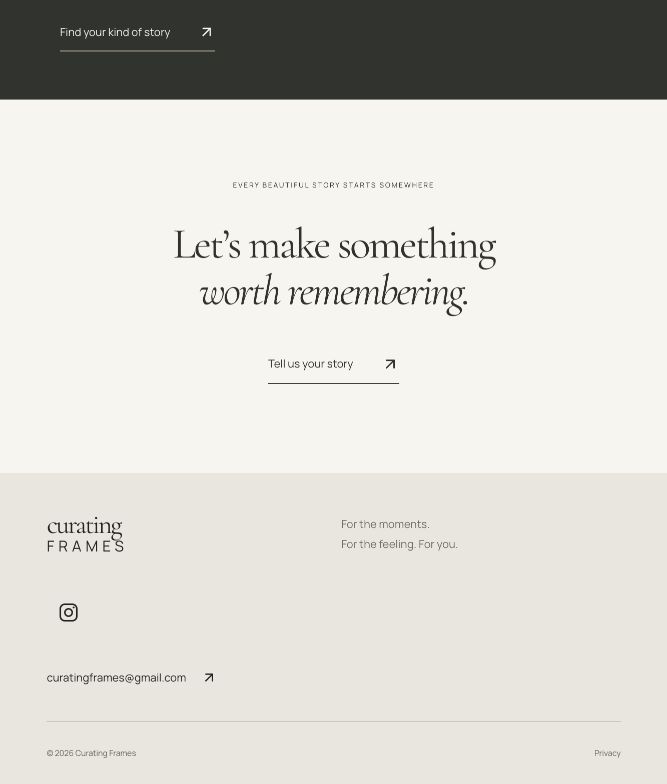 Find your kind of story
EVERY BEAUTIFUL STORY STARTS SOMEWHERE
Let’s make something
worth remembering.
Tell us your story
curating
FRAMES
For the moments.
For the feeling. For you.
curatingframes@gmail.com
© 2026 Curating Frames
Privacy